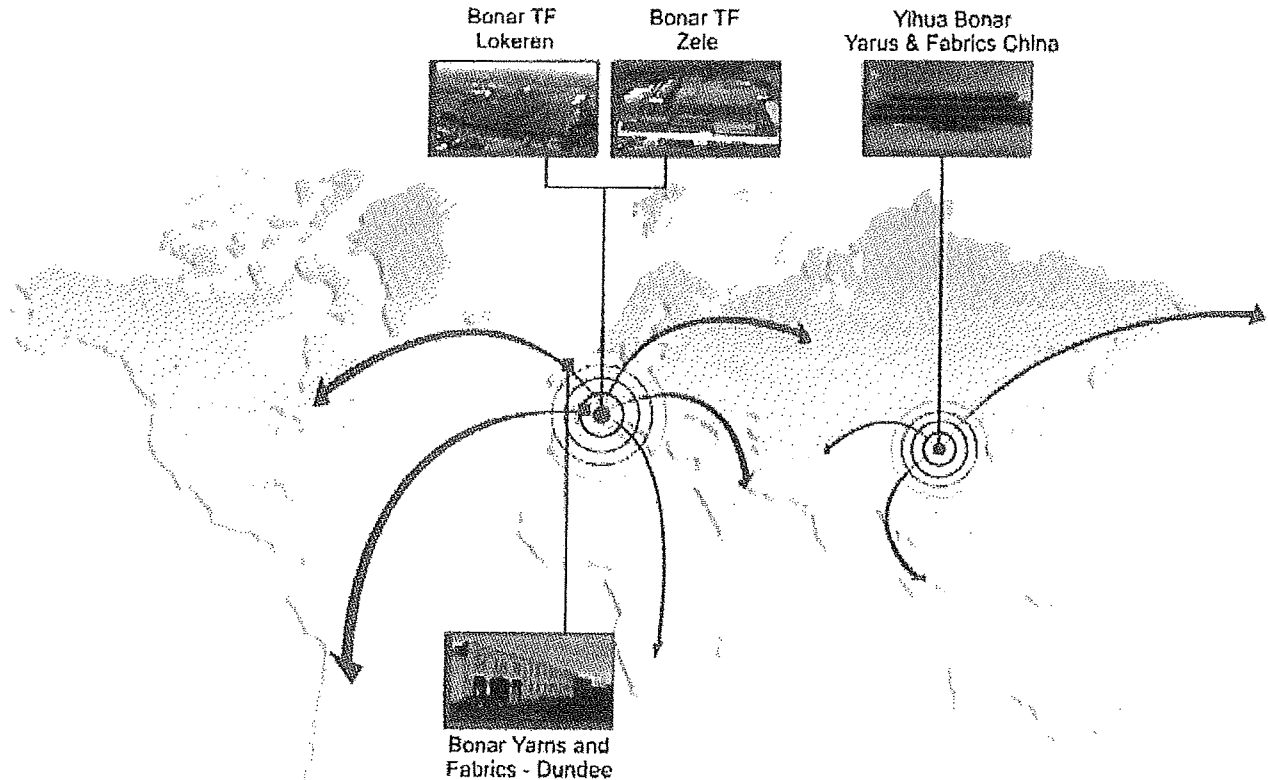 Bonar TF
Lokeren
Bonar TF
Zele
Yihua Bonar
Yarus & Fabrics China
Bonar Yarns and
Fabrics - Dundee